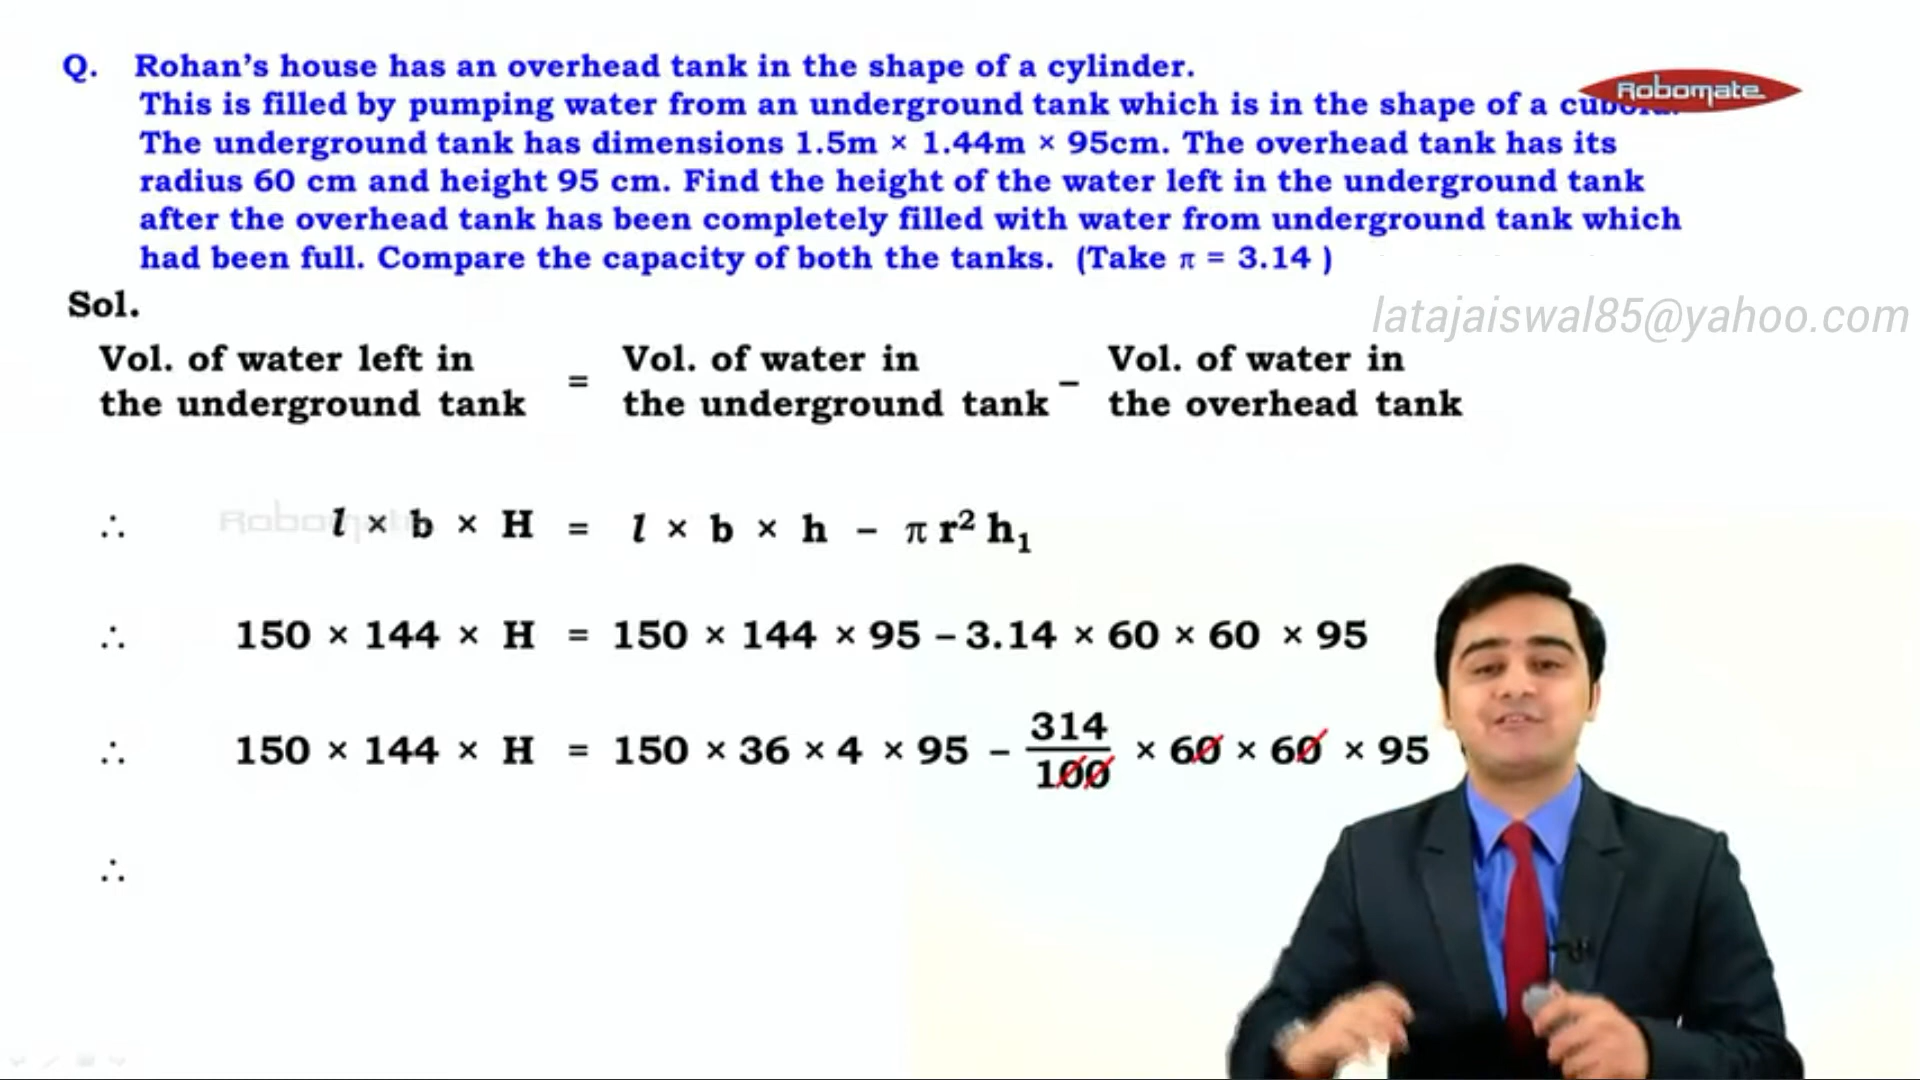 Q. Rohan's house has an overhead tank in the shape of a cylinder.
Robomate
This is filled by pumping water from an underground tank which is in the shape of a cuboid.
The underground tank has dimensions 1.5m × 1.44m × 95cm. The overhead tank has its
radius 60 cm and height 95 cm. Find the height of the water left in the underground tank
after the overhead tank has been completely filled with water from underground tank which
had been full. Compare the capacity of both the tanks. (Take π = 3.14 )
Sol.
latajaiswal85@yahoo.com
Vol. of water left in the underground tank = Vol. of water in the underground tank – Vol. of water in the overhead tank
Robomate
∴ l × b × H = l × b × h – π r² h₁
∴ 150 × 144 × H = 150 × 144 × 95 – 3.14 × 60 × 60 × 95
∴ 150 × 144 × H = 150 × 36 × 4 × 95 – 314/100 × 60 × 60 × 95
∴